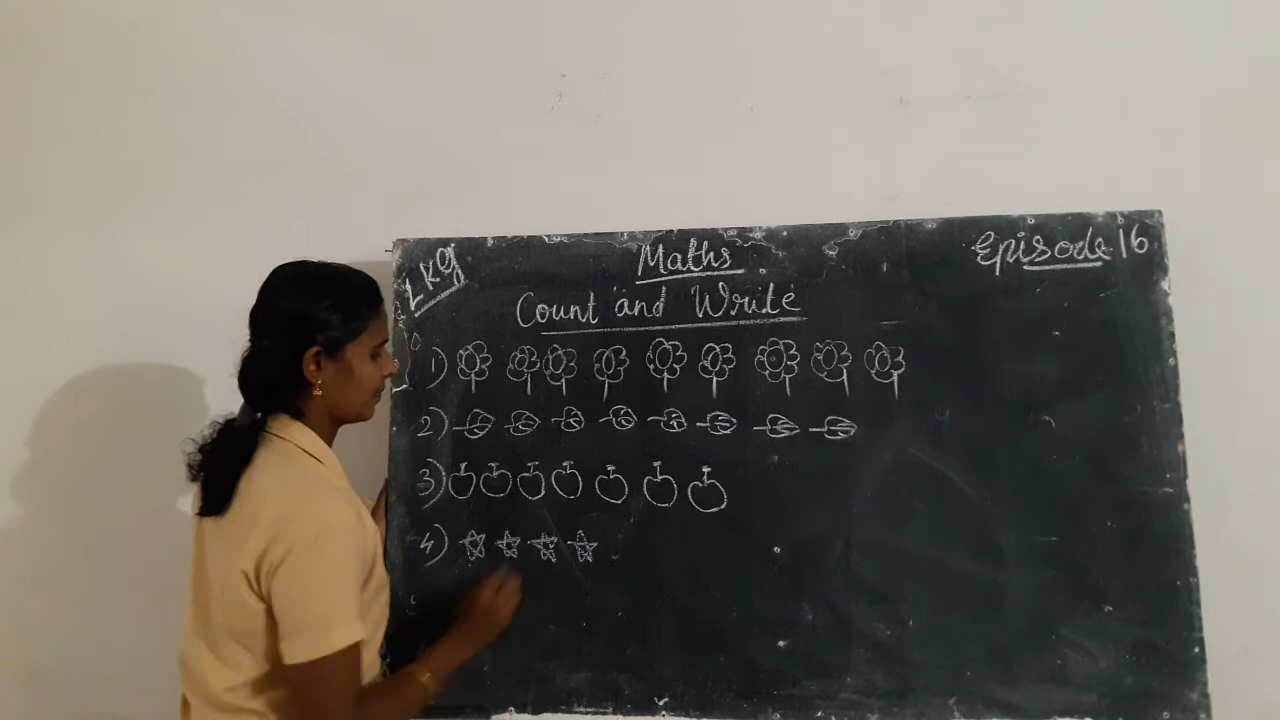 LKG
Maths
Episode 16
Count and Write
1)
2)
3)
4)